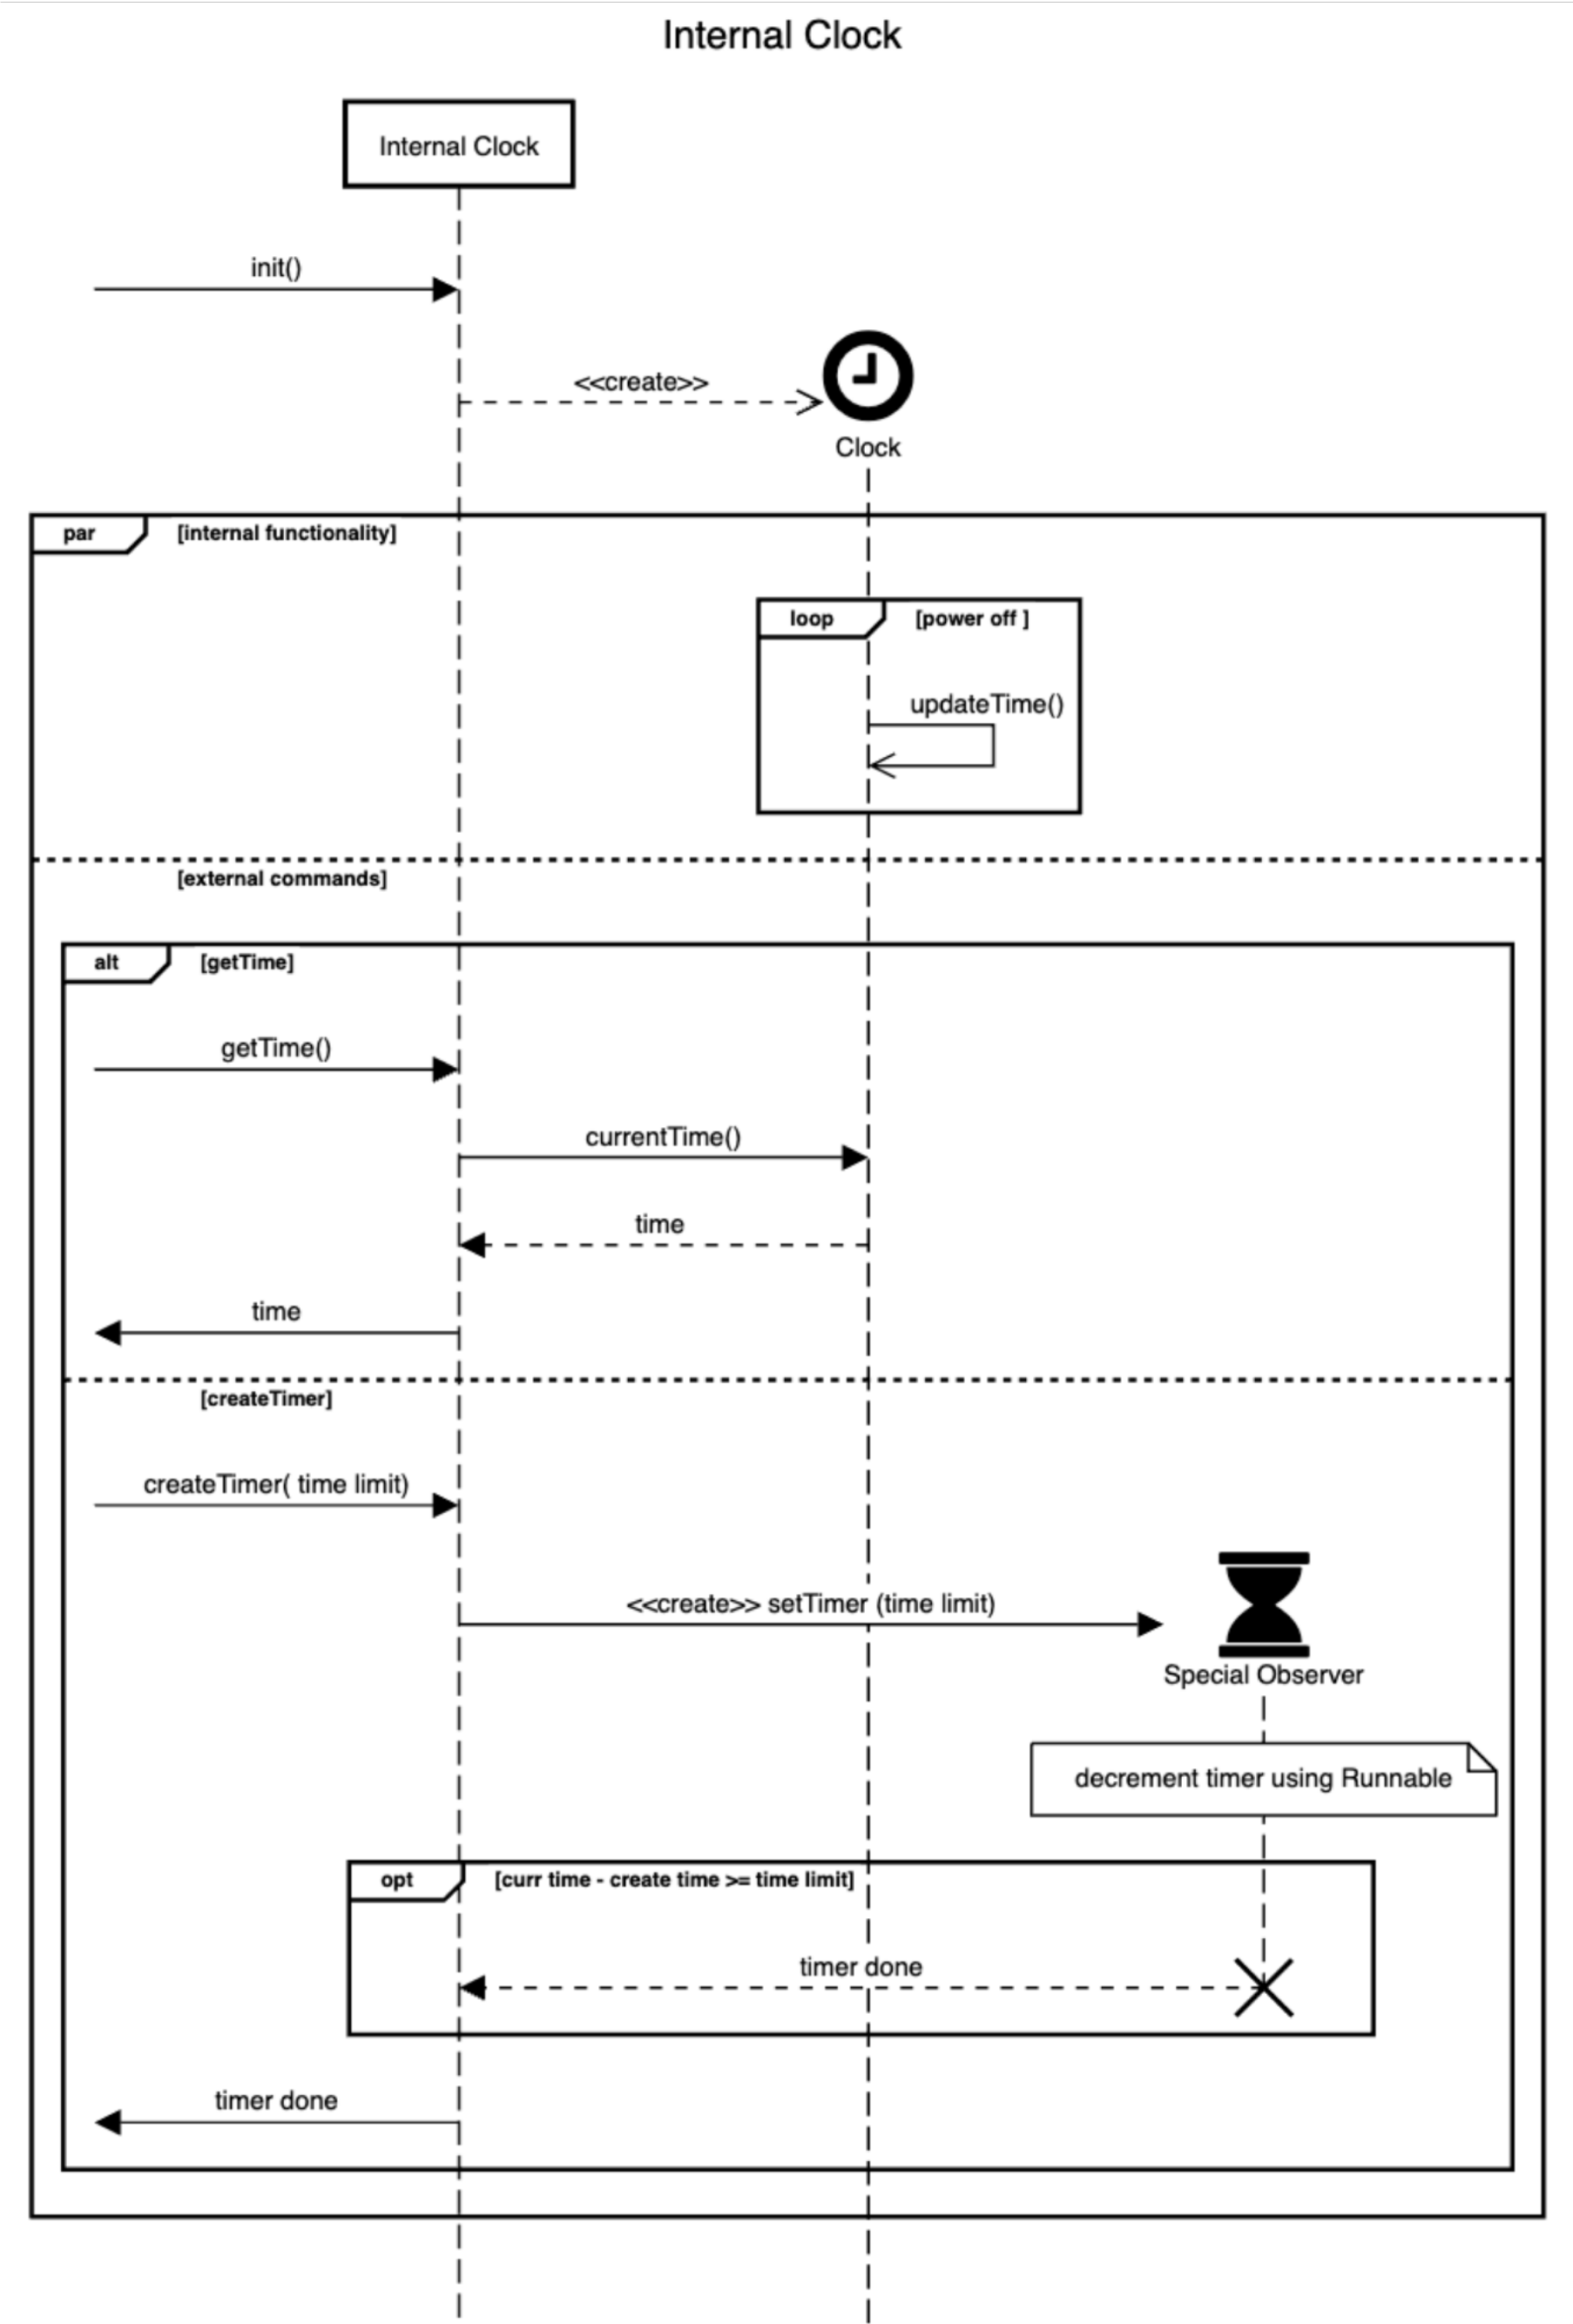 Internal Clock
Internal Clock
init()
<<create>>
Clock
par [internal functionality]
loop [power off ]
updateTime()
[external commands]
alt [getTime]
getTime()
currentTime()
time
time
[createTimer]
createTimer( time limit)
<<create>> setTimer (time limit)
Special Observer
decrement timer using Runnable
opt [curr time - create time >= time limit]
timer done
timer done